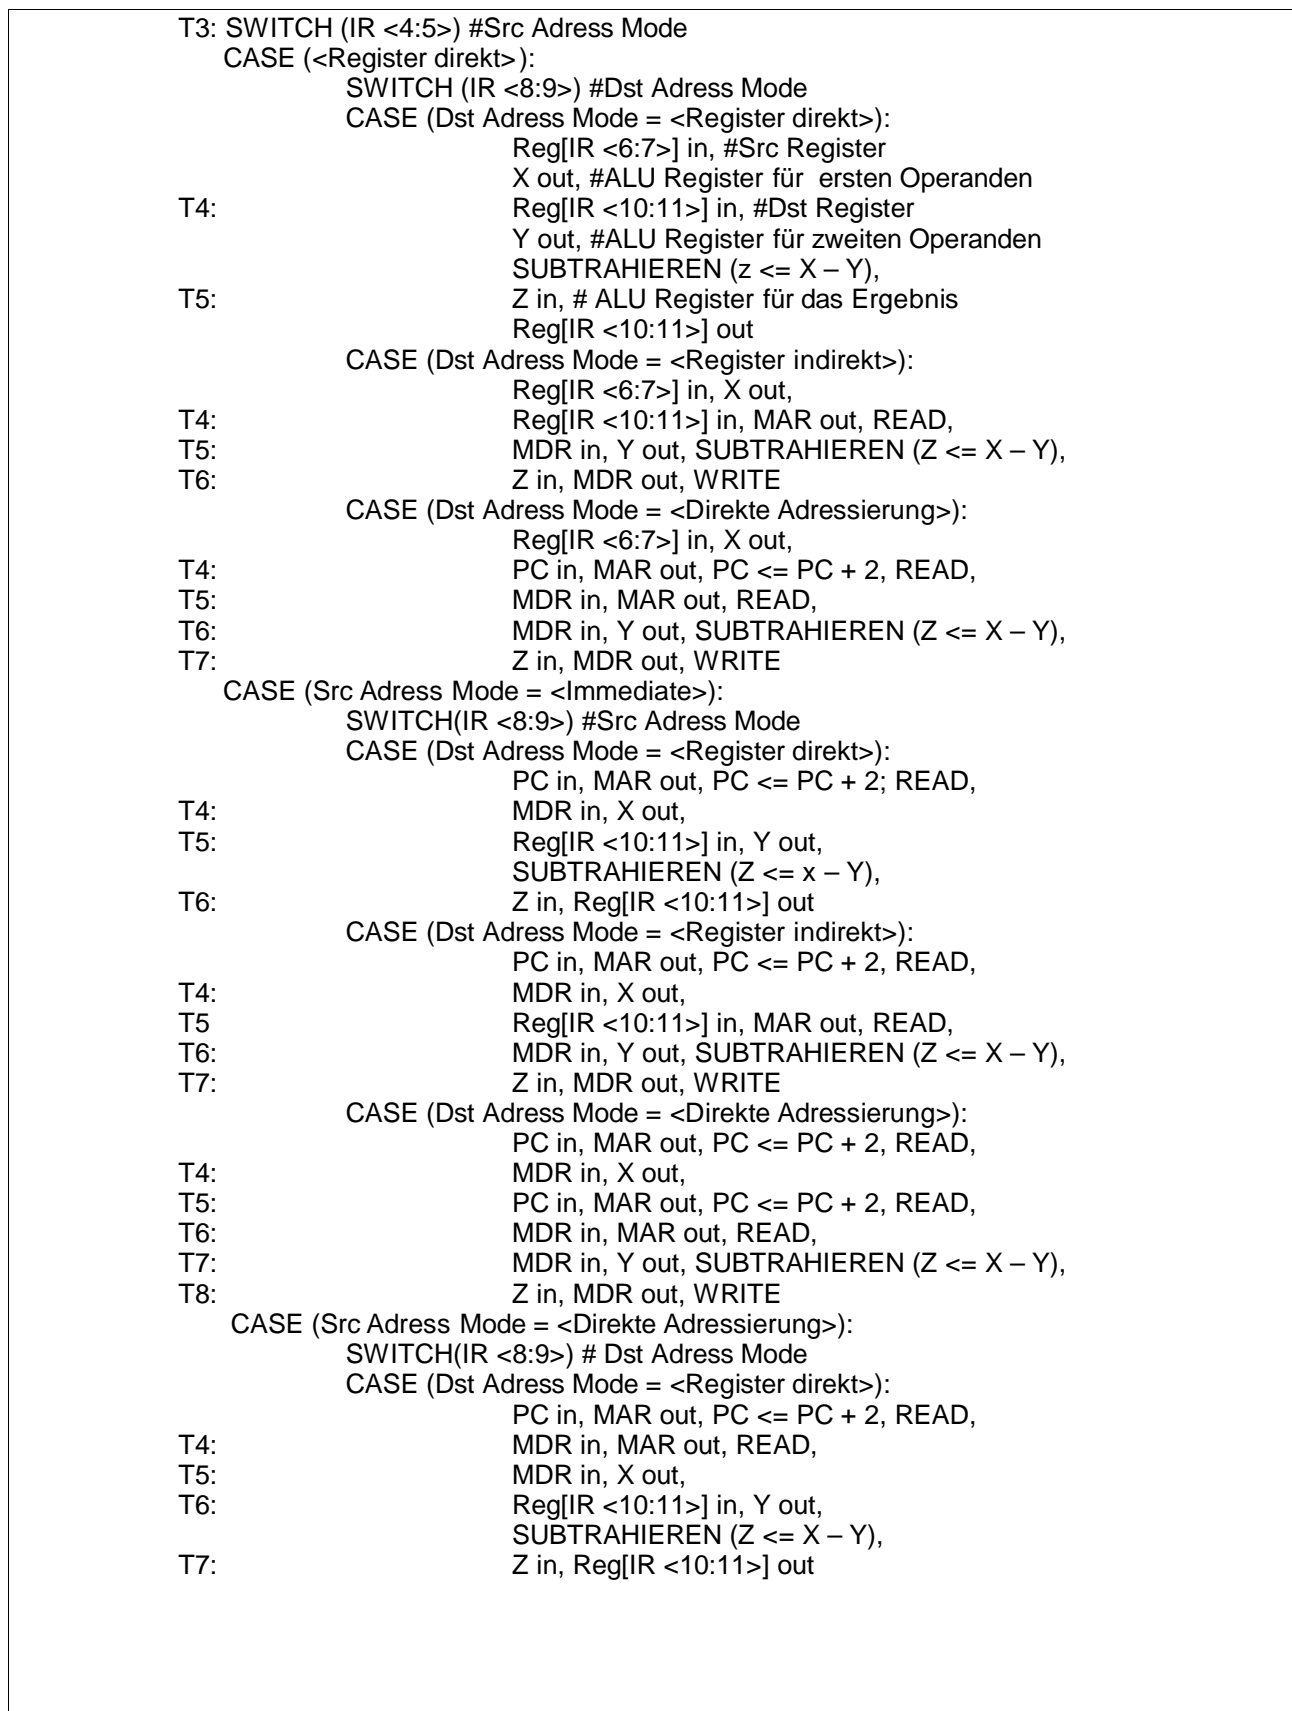 T3: SWITCH (IR <4:5>) #Src Adress Mode
CASE (<Register direkt>):
SWITCH (IR <8:9>) #Dst Adress Mode
CASE (Dst Adress Mode = <Register direkt>):
Reg[IR <6:7>] in, #Src Register
X out, #ALU Register für ersten Operanden
T4: Reg[IR <10:11>] in, #Dst Register
Y out, #ALU Register für zweiten Operanden
SUBTRAHIEREN (z <= X – Y),
T5: Z in, # ALU Register für das Ergebnis
Reg[IR <10:11>] out
CASE (Dst Adress Mode = <Register indirekt>):
Reg[IR <6:7>] in, X out,
T4: Reg[IR <10:11>] in, MAR out, READ,
T5: MDR in, Y out, SUBTRAHIEREN (Z <= X – Y),
T6: Z in, MDR out, WRITE
CASE (Dst Adress Mode = <Direkte Adressierung>):
Reg[IR <6:7>] in, X out,
T4: PC in, MAR out, PC <= PC + 2, READ,
T5: MDR in, MAR out, READ,
T6: MDR in, Y out, SUBTRAHIEREN (Z <= X – Y),
T7: Z in, MDR out, WRITE
CASE (Src Adress Mode = <Immediate>):
SWITCH(IR <8:9>) #Src Adress Mode
CASE (Dst Adress Mode = <Register direkt>):
PC in, MAR out, PC <= PC + 2; READ,
T4: MDR in, X out,
T5: Reg[IR <10:11>] in, Y out,
SUBTRAHIEREN (Z <= x – Y),
T6: Z in, Reg[IR <10:11>] out
CASE (Dst Adress Mode = <Register indirekt>):
PC in, MAR out, PC <= PC + 2, READ,
T4: MDR in, X out,
T5 Reg[IR <10:11>] in, MAR out, READ,
T6: MDR in, Y out, SUBTRAHIEREN (Z <= X – Y),
T7: Z in, MDR out, WRITE
CASE (Dst Adress Mode = <Direkte Adressierung>):
PC in, MAR out, PC <= PC + 2, READ,
T4: MDR in, X out,
T5: PC in, MAR out, PC <= PC + 2, READ,
T6: MDR in, MAR out, READ,
T7: MDR in, Y out, SUBTRAHIEREN (Z <= X – Y),
T8: Z in, MDR out, WRITE
CASE (Src Adress Mode = <Direkte Adressierung>):
SWITCH(IR <8:9>) # Dst Adress Mode
CASE (Dst Adress Mode = <Register direkt>):
PC in, MAR out, PC <= PC + 2, READ,
T4: MDR in, MAR out, READ,
T5: MDR in, X out,
T6: Reg[IR <10:11>] in, Y out,
SUBTRAHIEREN (Z <= X – Y),
T7: Z in, Reg[IR <10:11>] out